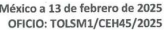 México a 13 de febrero de 2025
OFICIO: TOLSM1/CEH45/2025